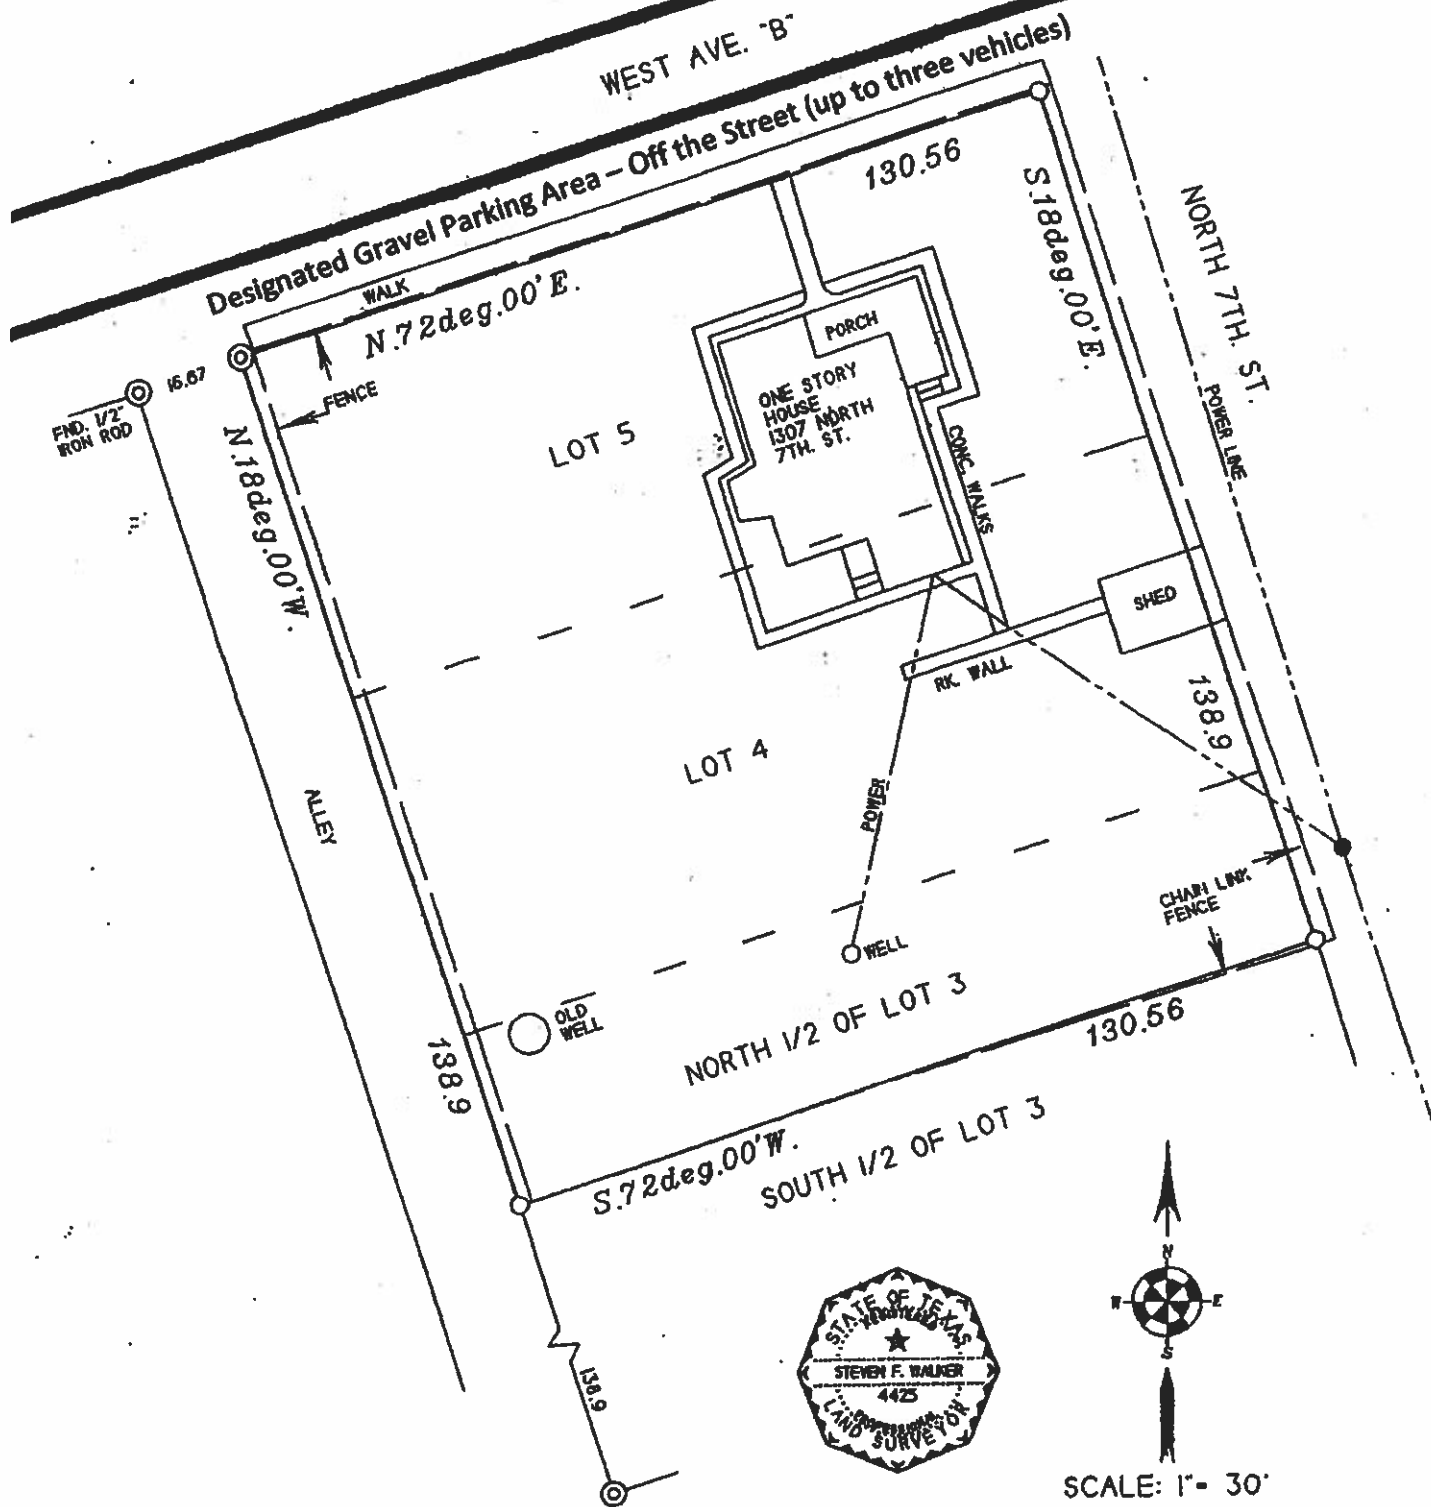 WEST AVE. "B"
Designated Gravel Parking Area – Off the Street (up to three vehicles)
130.56
WALK
N.72deg.00'E.
S.18deg.00'E.
NORTH 7TH. ST.
POWER LINE
16.67
FND. 1/2"
IRON ROD
FENCE
N.18deg.00'W.
LOT 5
PORCH
ONE STORY
HOUSE
1307 NORTH
7TH. ST.
CONC. WALKS
SHED
RK. WALL
138.9
LOT 4
POWER
ALLEY
CHAIN LINK
FENCE
WELL
OLD
WELL
138.9
NORTH 1/2 OF LOT 3
130.56
S.72deg.00'W.
SOUTH 1/2 OF LOT 3
138.9
STATE OF TEXAS
REGISTERED
STEVEN F. WALKER
4425
PROFESSIONAL
LAND SURVEYOR
N
W
E
S
SCALE: 1"- 30'